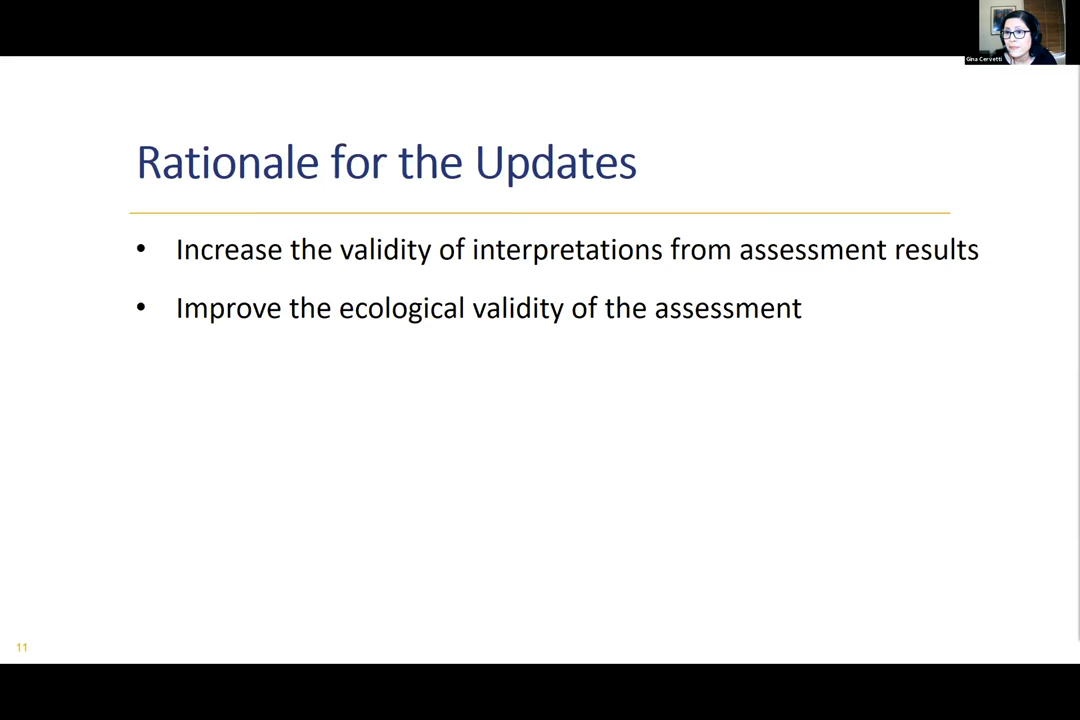 Gina Cervetti
Rationale for the Updates
• Increase the validity of interpretations from assessment results
• Improve the ecological validity of the assessment
11